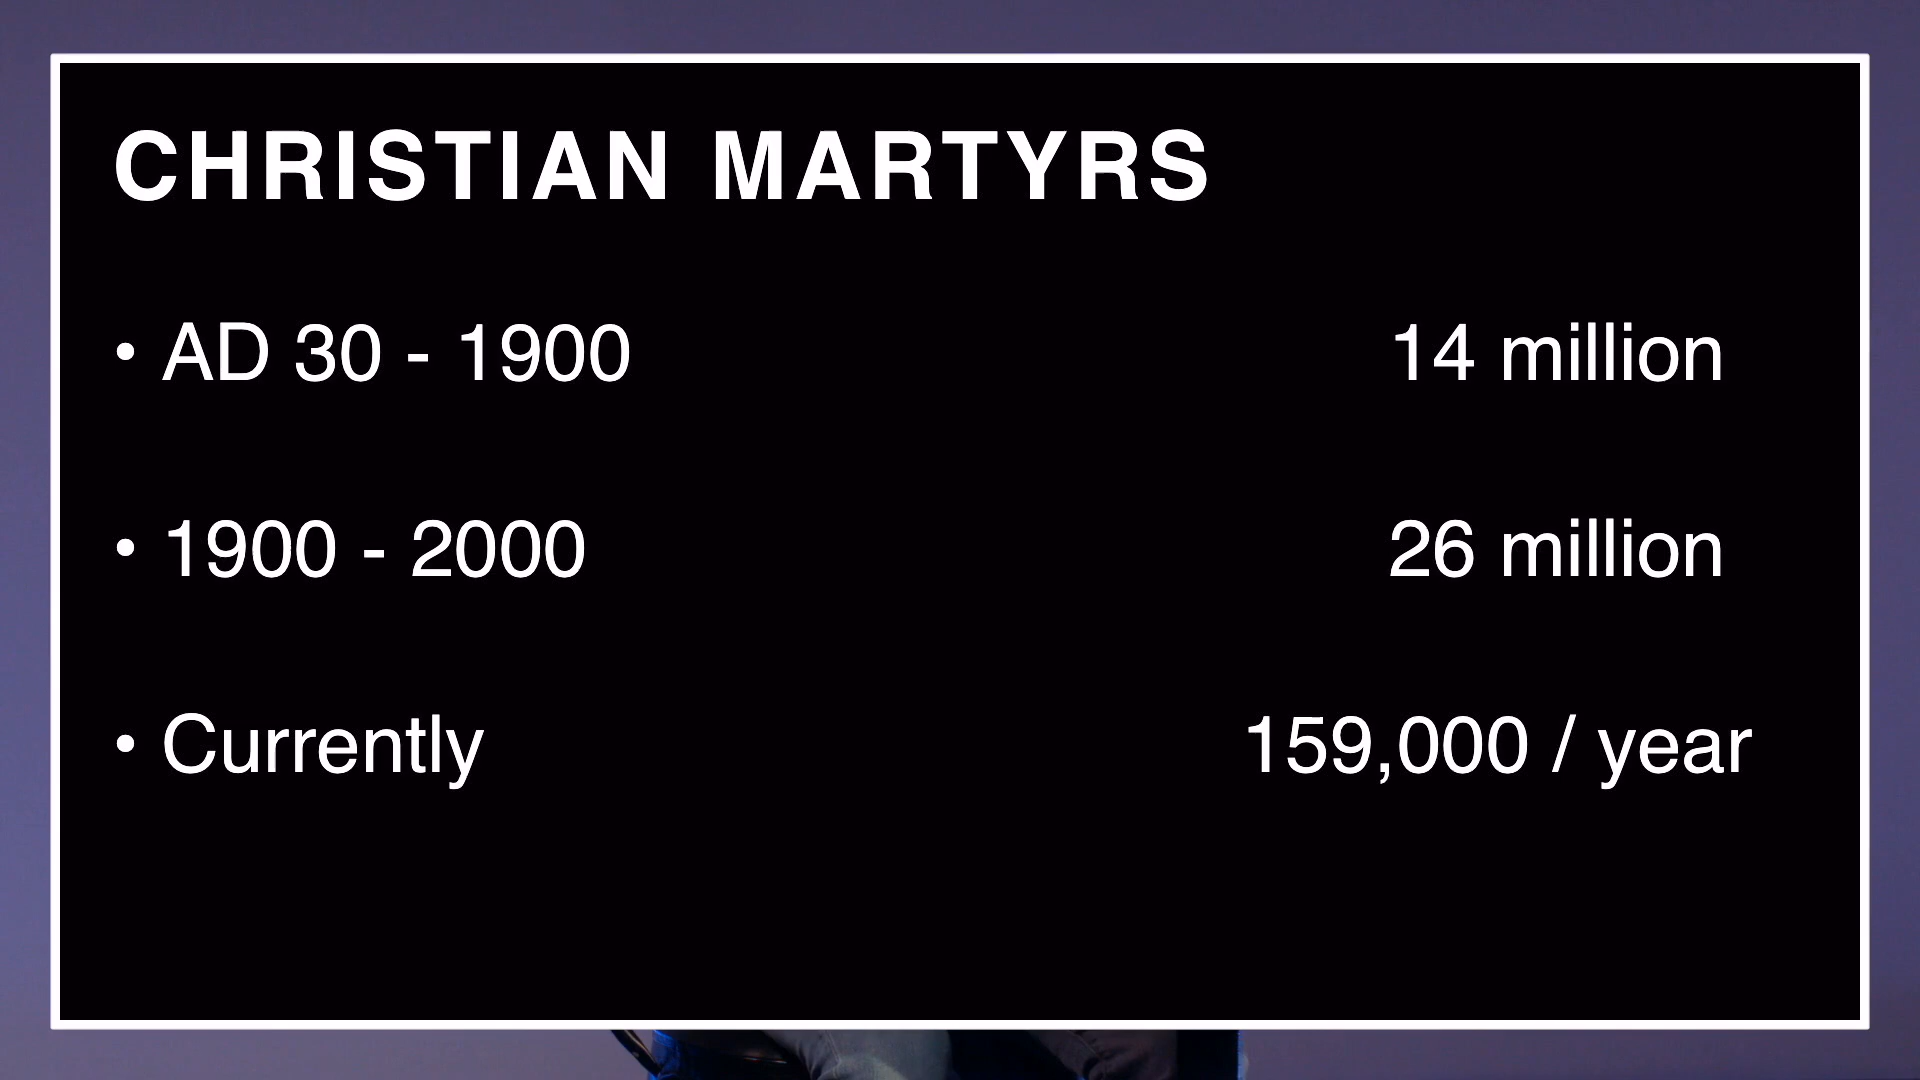 CHRISTIAN MARTYRS
• AD 30 - 1900 14 million
• 1900 - 2000 26 million
• Currently 159,000 / year